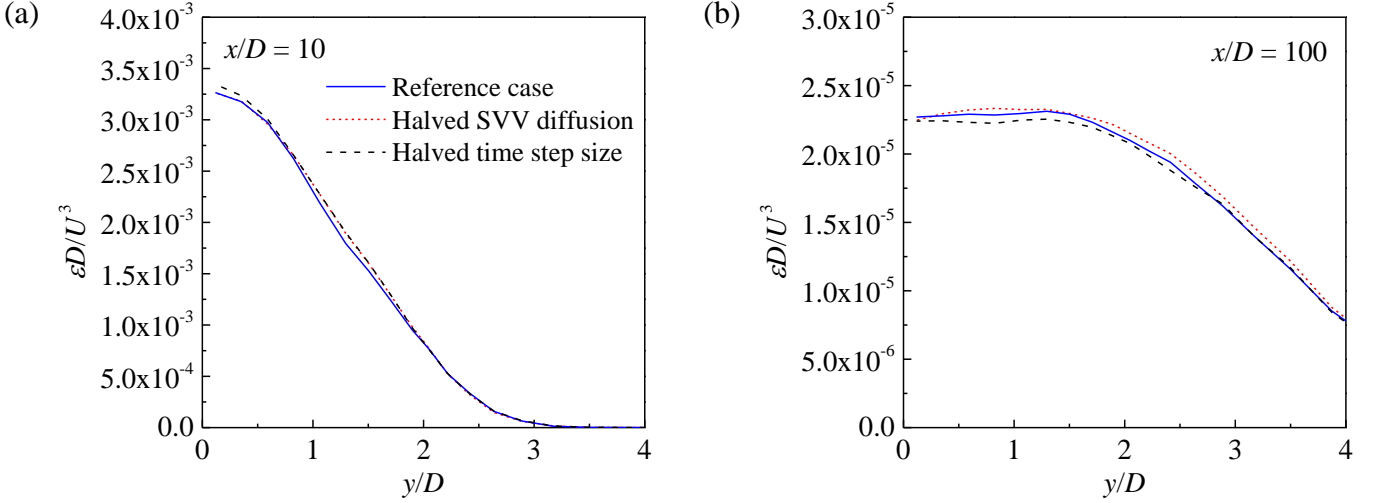 (a)
x/D = 10
Reference case
Halved SVV diffusion
Halved time step size
4.0x10⁻³
3.5x10⁻³
3.0x10⁻³
2.5x10⁻³
2.0x10⁻³
1.5x10⁻³
1.0x10⁻³
5.0x10⁻⁴
0.0
εD/U³
0 1 2 3 4
y/D
(b)
x/D = 100
3.0x10⁻⁵
2.5x10⁻⁵
2.0x10⁻⁵
1.5x10⁻⁵
1.0x10⁻⁵
5.0x10⁻⁶
0.0
εD/U³
0 1 2 3 4
y/D